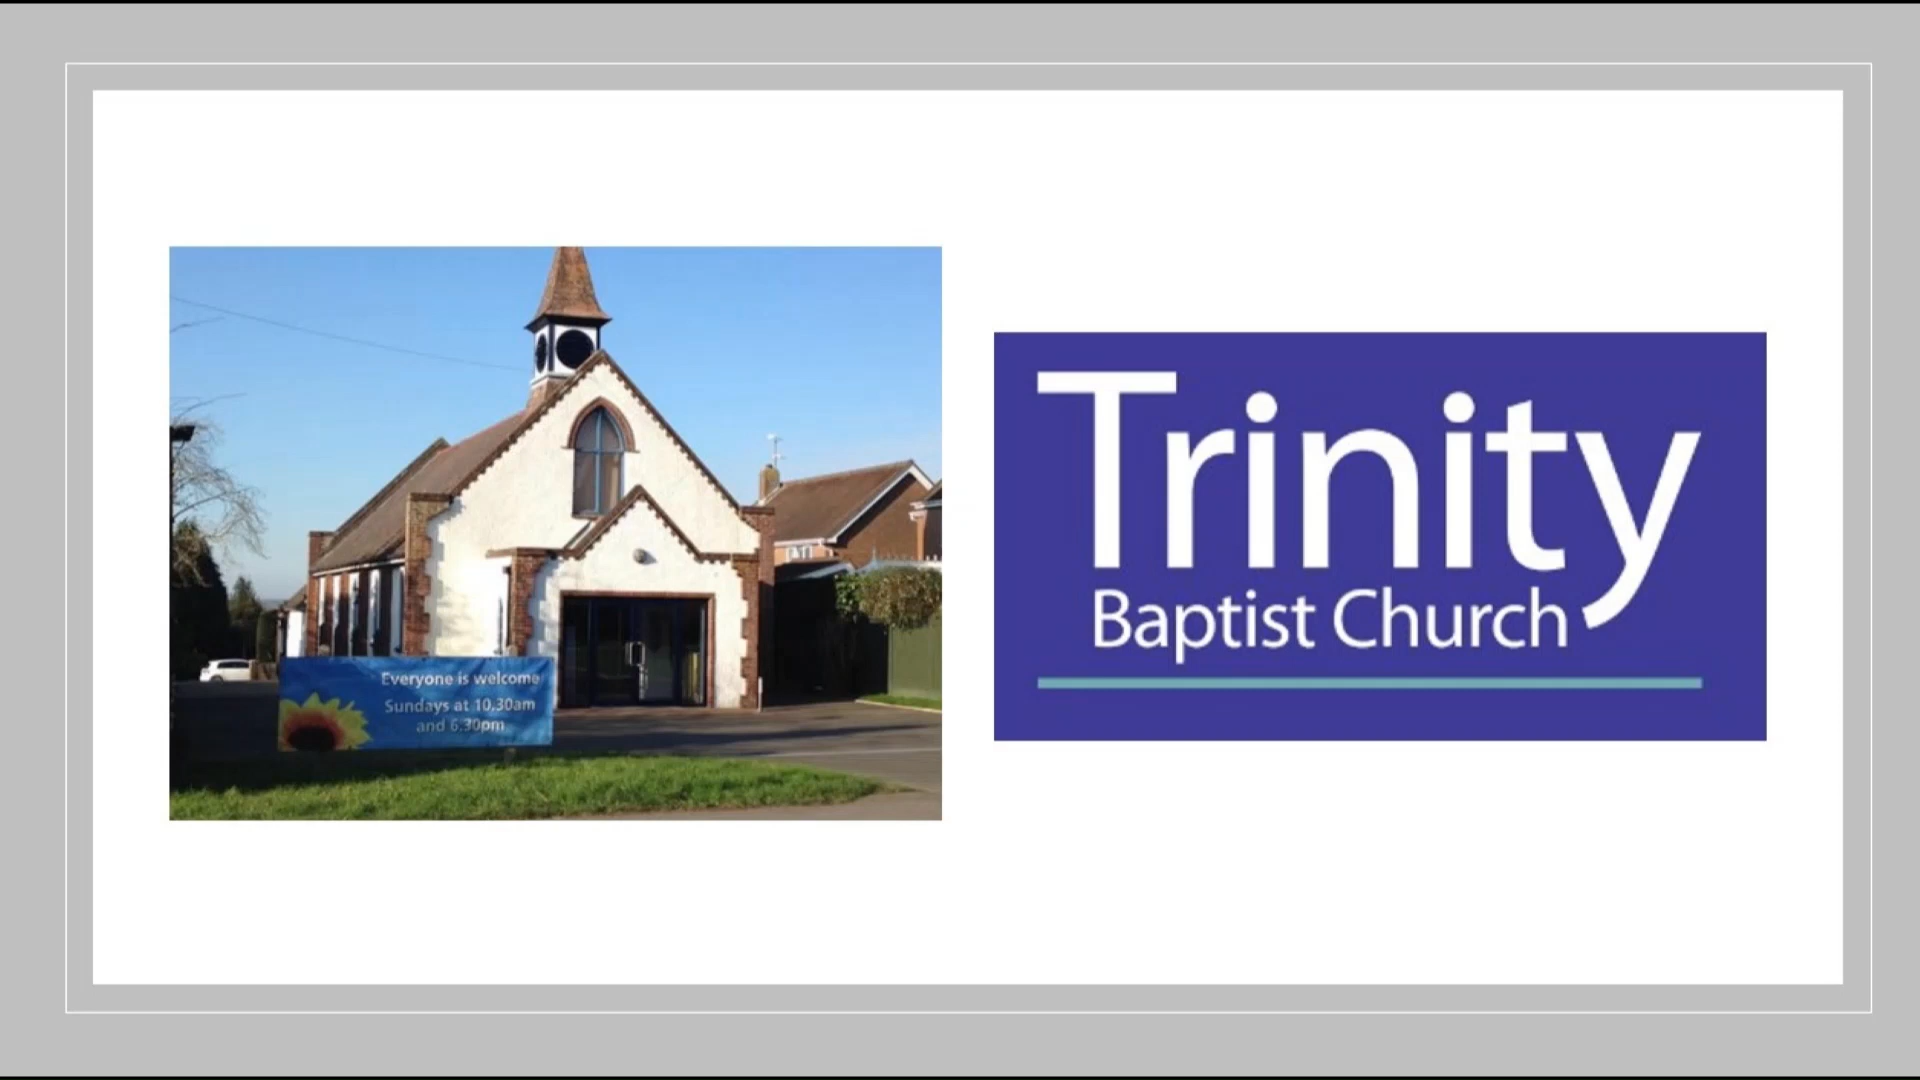 Everyone is welcome
Sundays at 10.30am
and 6.30pm
Trinity
Baptist Church